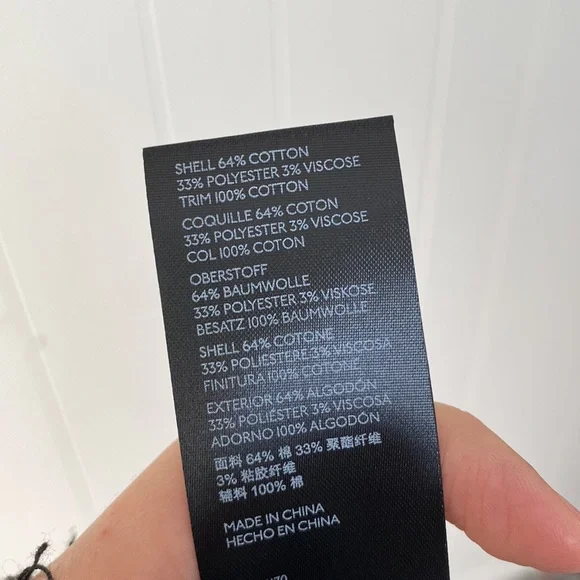 SHELL 64% COTTON
33% POLYESTER 3% VISCOSE
TRIM 100% COTTON
COQUILLE 64% COTON
33% POLYESTER 3% VISCOSE
COL 100% COTON
OBERSTOFF
64% BAUMWOLLE
33% POLYESTER 3% VISKOSE
BESATZ 100% BAUMWOLLE
SHELL 64% COTONE
33% POLIESTERE 3% VISCOSA
FINITURA 100% COTONE
EXTERIOR 64% ALGODÓN
33% POLIÉSTER 3% VISCOSA
ADORNO 100% ALGODÓN
面料 64% 棉 33% 聚酯纤维
3% 粘胶纤维
辅料 100% 棉
MADE IN CHINA
HECHO EN CHINA